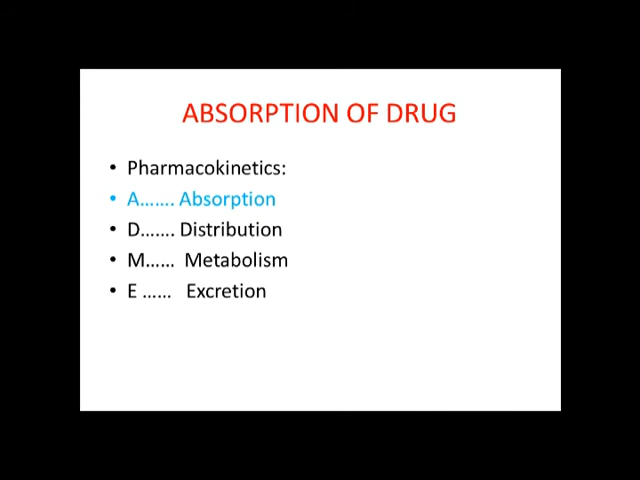 ABSORPTION OF DRUG
• Pharmacokinetics:
• A……. Absorption
• D……. Distribution
• M…… Metabolism
• E …… Excretion